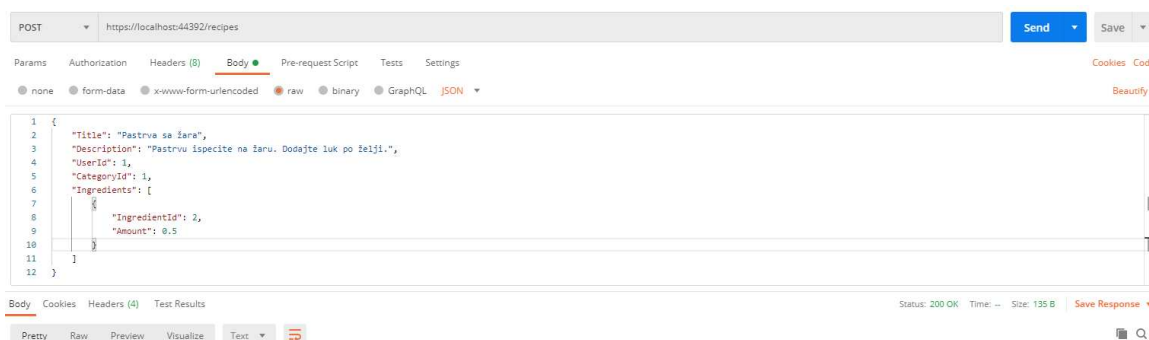 POST https://localhost:44392/recipes Send Save
Params Authorization Headers (8) Body Pre-request Script Tests Settings Cookies Cod
none form-data x-www-form-urlencoded raw binary GraphQL JSON Beautify
1 {
2 "Title": "Pastrva sa žara",
3 "Description": "Pastrvu ispecite na žaru. Dodajte luk po želji.",
4 "UserId": 1,
5 "CategoryId": 1,
6 "Ingredients": [
7 {
8 "IngredientId": 2,
9 "Amount": 0.5
10 }
11 ]
12 }
Body Cookies Headers (4) Test Results Status: 200 OK Time: -- Size: 135 B Save Response
Pretty Raw Preview Visualize Text